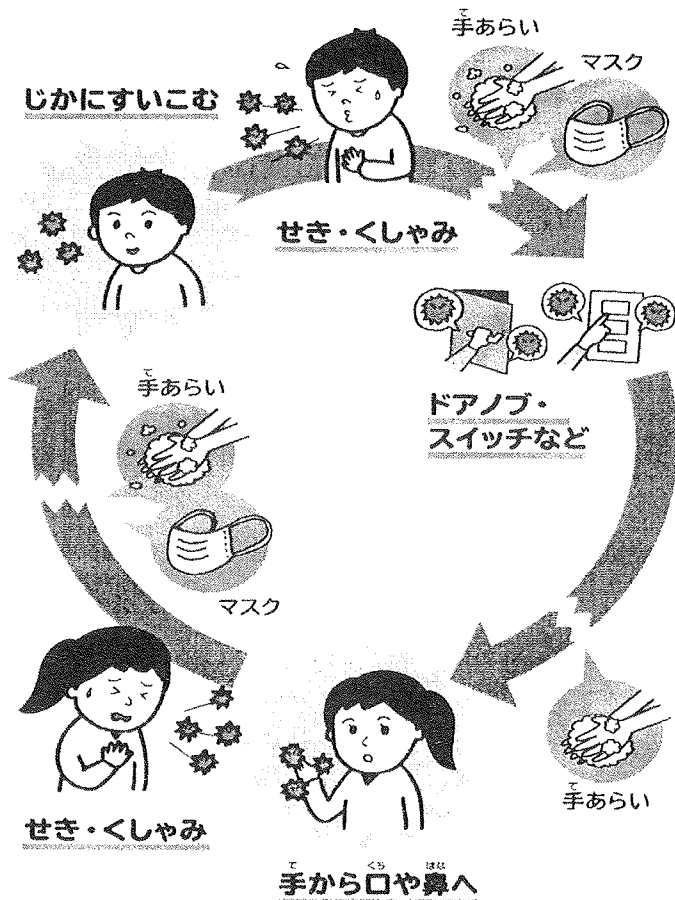 手あらい
マスク
じかにすいこむ
せき・くしゃみ
ドアノブ・
スイッチなど
手あらい
マスク
手あらい
せき・くしゃみ
手から口や鼻へ